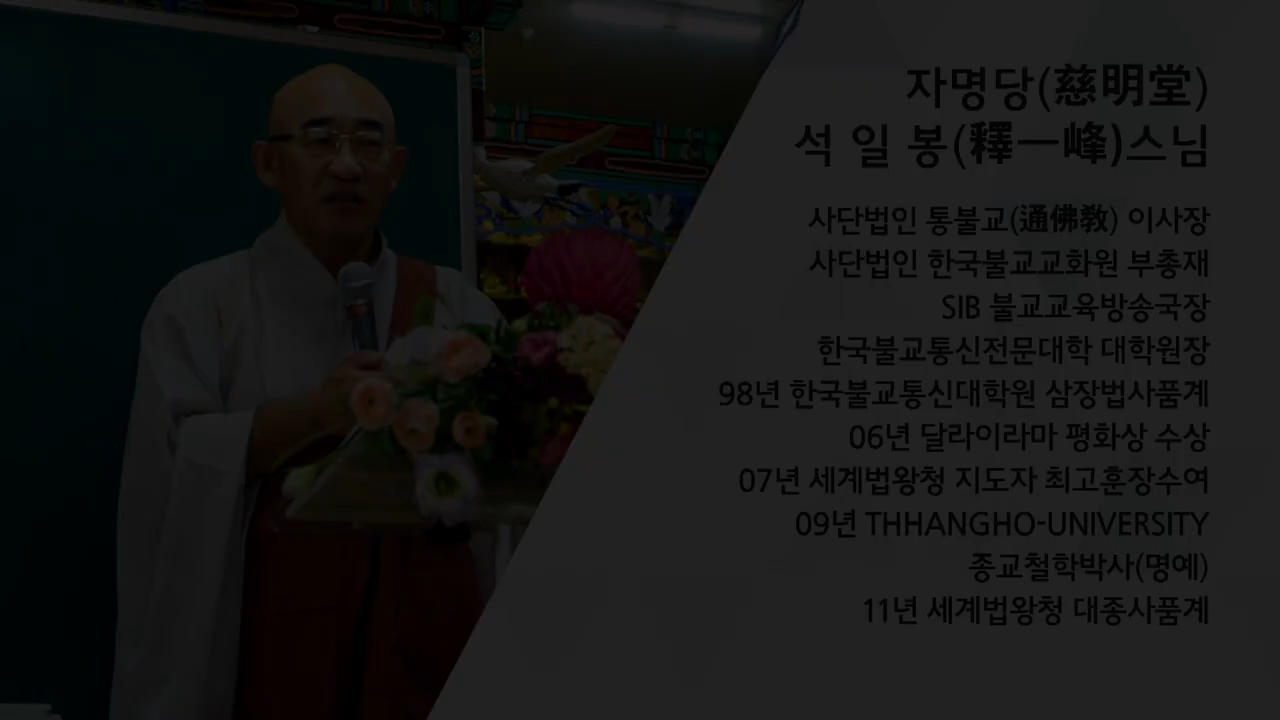 자명당(慈明堂)
석 일 봉(釋一峰)스님
사단법인 통불교(通佛敎) 이사장
사단법인 한국불교교화원 부총재
SIB 불교교육방송국장
한국불교통신전문대학 대학원장
98년 한국불교통신대학원 삼장법사품계
06년 달라이라마 평화상 수상
07년 세계법왕청 지도자 최고훈장수여
09년 THHANGHO-UNIVERSITY
종교철학박사(명예)
11년 세계법왕청 대종사품계